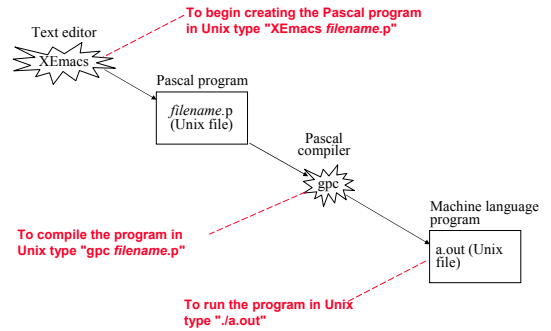 To begin creating the Pascal program
in Unix type "XEmacs filename.p"
Text editor
XEmacs
Pascal program
filename.p
(Unix file)
Pascal
compiler
gpc
Machine language
program
a.out (Unix
file)
To compile the program in
Unix type "gpc filename.p"
To run the program in Unix
type "./a.out"